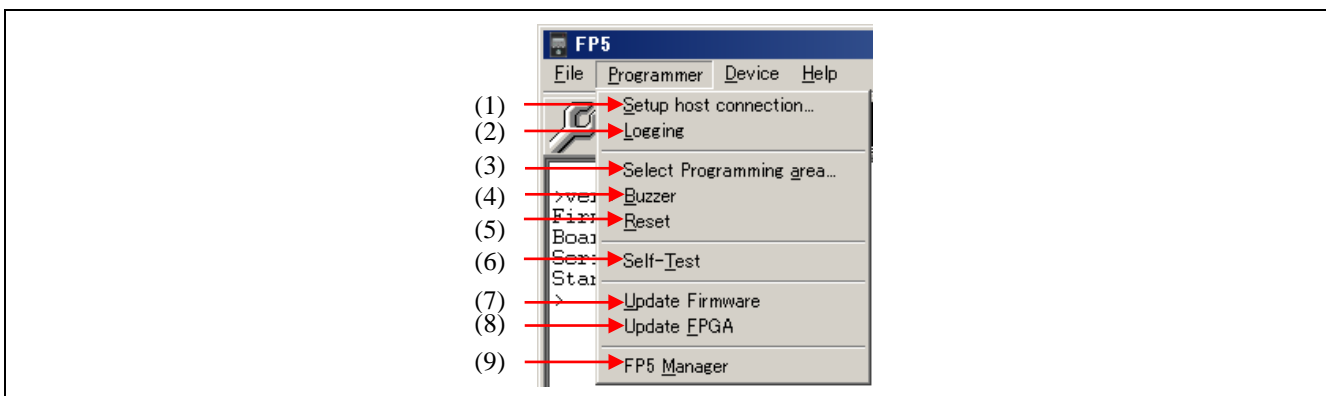 FP5
File Programmer Device Help
(1) Setup host connection...
(2) Logging
(3) Select Programming area...
(4) Buzzer
(5) Reset
(6) Self-Test
(7) Update Firmware
(8) Update FPGA
(9) FP5 Manager
>